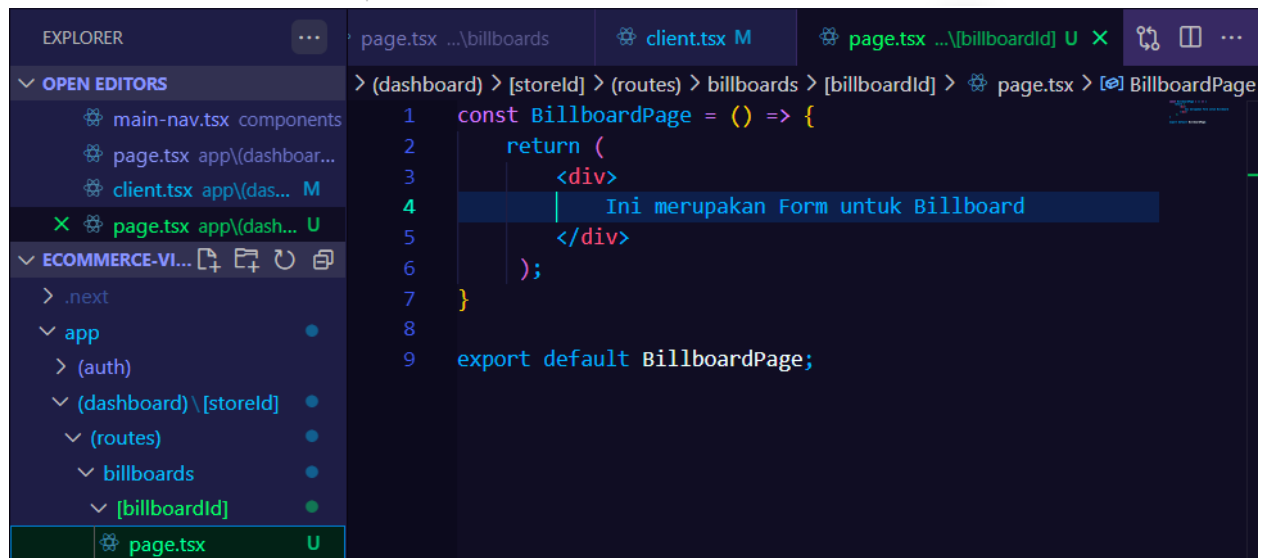 EXPLORER ...
page.tsx ...\billboards
client.tsx M
page.tsx ...\[billboardId] U
OPEN EDITORS
main-nav.tsx components
page.tsx app\(dashboar...
client.tsx app\(das... M
page.tsx app\(dash... U
ECOMMERCE-VI...
.next
app
(auth)
(dashboard)\[storeId]
(routes)
billboards
[billboardId]
page.tsx U
> (dashboard) > [storeId] > (routes) > billboards > [billboardId] > page.tsx > BillboardPage
1 const BillboardPage = () => {
2 return (
3 <div>
4 Ini merupakan Form untuk Billboard
5 </div>
6 );
7 }
8
9 export default BillboardPage;